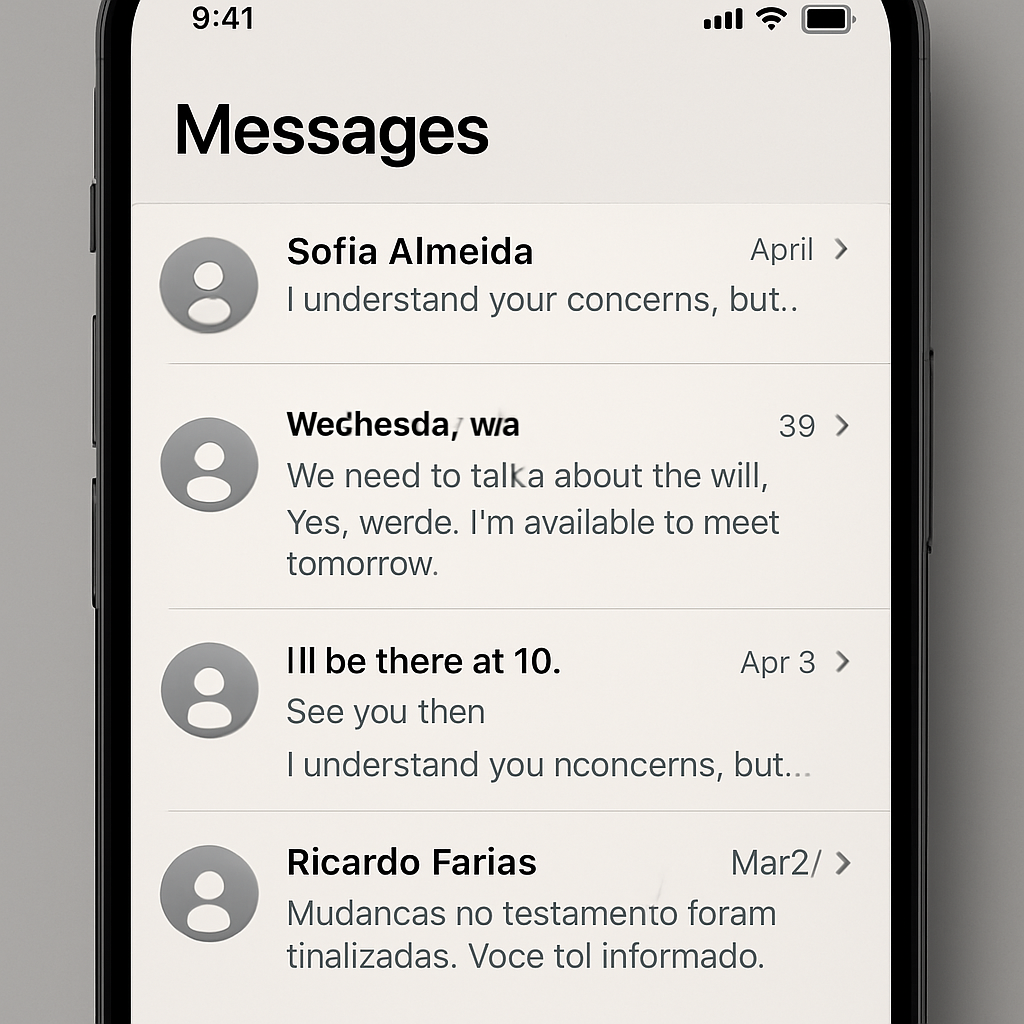 9:41
Messages
Sofia Almeida April
I understand your concerns, but..
39
We need to talka about the will,
Yes, werde. I'm available to meet
tomorrow.
Ill be there at 10. Apr 3
See you then
I understand you nconcerns, but...
Ricardo Farias Mar2/
Mudancas no testamento foram
tinalizadas. Voce tol informado.